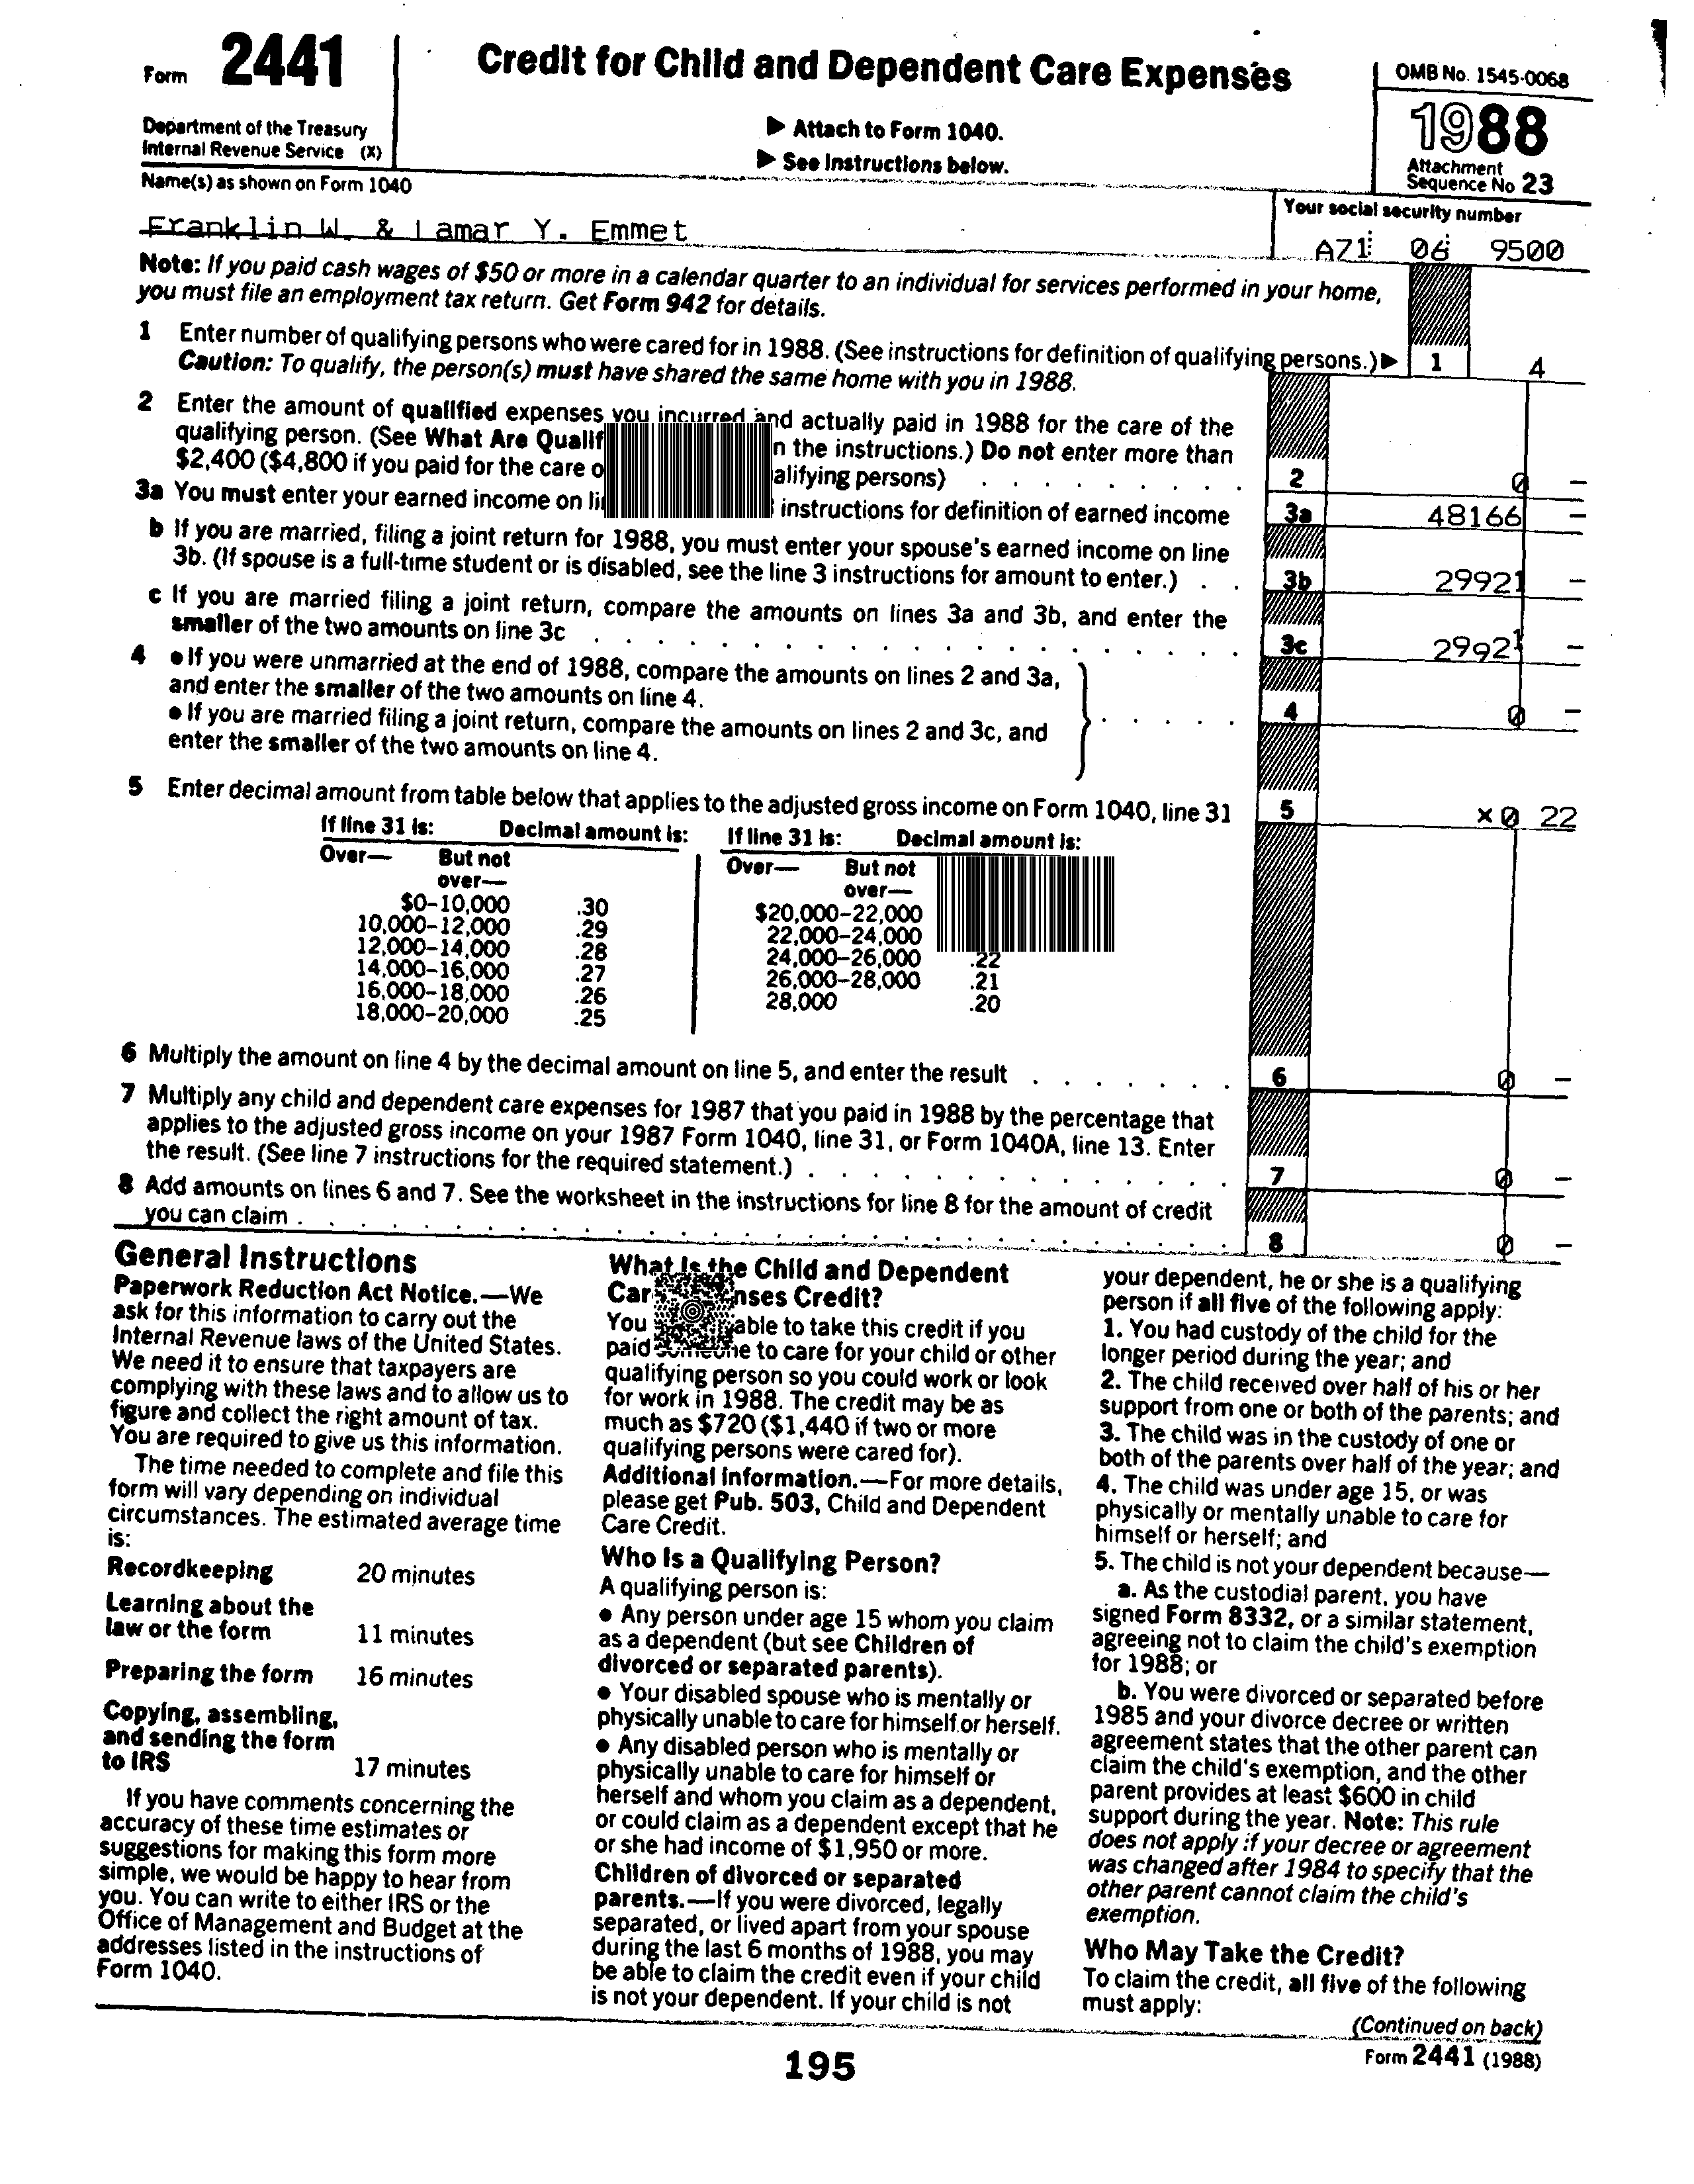 Form 2441
Credit for Child and Dependent Care Expenses
OMB No. 1545-0068
1988
Department of the Treasury
Internal Revenue Service (X)
▶ Attach to Form 1040.
▶ See Instructions below.
Attachment
Sequence No 23
Name(s) as shown on Form 1040
Your social security number
Franklin W. & Lamar Y. Emmet
AZ1 06 9500
Note: If you paid cash wages of $50 or more in a calendar quarter to an individual for services performed in your home,
you must file an employment tax return. Get Form 942 for details.
1 Enter number of qualifying persons who were cared for in 1988. (See instructions for definition of qualifying persons.) ▶ 1 4
Caution: To qualify, the person(s) must have shared the same home with you in 1988.
2 Enter the amount of qualified expenses you incurred and actually paid in 1988 for the care of the
qualifying person. (See What Are Qualif n the instructions.) Do not enter more than
$2,400 ($4,800 if you paid for the care o alifying persons) . . . . . . . . . 2 0 –
3a You must enter your earned income on li instructions for definition of earned income 3a 48166 –
b If you are married, filing a joint return for 1988, you must enter your spouse's earned income on line
3b. (If spouse is a full-time student or is disabled, see the line 3 instructions for amount to enter.) . . 3b 29921 –
c If you are married filing a joint return, compare the amounts on lines 3a and 3b, and enter the
smaller of the two amounts on line 3c . . . . . . . . . . . . . . . . . . . . 3c 29921 –
4 ● If you were unmarried at the end of 1988, compare the amounts on lines 2 and 3a,
and enter the smaller of the two amounts on line 4.
● If you are married filing a joint return, compare the amounts on lines 2 and 3c, and
enter the smaller of the two amounts on line 4.
. . . . . 4 0 –
5 Enter decimal amount from table below that applies to the adjusted gross income on Form 1040, line 31 5 ×0 22
If line 31 is: Decimal amount is: If line 31 is: Decimal amount is:
Over— But not over— Over— But not over—
$0–10,000 .30 $20,000–22,000
10,000–12,000 .29 22,000–24,000
12,000–14,000 .28 24,000–26,000 .22
14,000–16,000 .27 26,000–28,000 .21
16,000–18,000 .26 28,000 .20
18,000–20,000 .25
6 Multiply the amount on line 4 by the decimal amount on line 5, and enter the result . . . . . . . 6 0 –
7 Multiply any child and dependent care expenses for 1987 that you paid in 1988 by the percentage that
applies to the adjusted gross income on your 1987 Form 1040, line 31, or Form 1040A, line 13. Enter
the result. (See line 7 instructions for the required statement.) . . . . . . . . . . . . . . 7 0 –
8 Add amounts on lines 6 and 7. See the worksheet in the instructions for line 8 for the amount of credit
you can claim . . . . . . . . . . . . . . . . . . . . . . . . . . . . . 8 0 –
General Instructions
Paperwork Reduction Act Notice.—We
ask for this information to carry out the
Internal Revenue laws of the United States.
We need it to ensure that taxpayers are
complying with these laws and to allow us to
figure and collect the right amount of tax.
You are required to give us this information.
The time needed to complete and file this
form will vary depending on individual
circumstances. The estimated average time
is:
Recordkeeping 20 minutes
Learning about the
law or the form 11 minutes
Preparing the form 16 minutes
Copying, assembling,
and sending the form
to IRS 17 minutes
If you have comments concerning the
accuracy of these time estimates or
suggestions for making this form more
simple, we would be happy to hear from
you. You can write to either IRS or the
Office of Management and Budget at the
addresses listed in the instructions of
Form 1040.
What Is the Child and Dependent
Car nses Credit?
You able to take this credit if you
paid someone to care for your child or other
qualifying person so you could work or look
for work in 1988. The credit may be as
much as $720 ($1,440 if two or more
qualifying persons were cared for).
Additional information.—For more details,
please get Pub. 503, Child and Dependent
Care Credit.
Who Is a Qualifying Person?
A qualifying person is:
● Any person under age 15 whom you claim
as a dependent (but see Children of
divorced or separated parents).
● Your disabled spouse who is mentally or
physically unable to care for himself or herself.
● Any disabled person who is mentally or
physically unable to care for himself or
herself and whom you claim as a dependent,
or could claim as a dependent except that he
or she had income of $1,950 or more.
Children of divorced or separated
parents.—If you were divorced, legally
separated, or lived apart from your spouse
during the last 6 months of 1988, you may
be able to claim the credit even if your child
is not your dependent. If your child is not
your dependent, he or she is a qualifying
person if all five of the following apply:
1. You had custody of the child for the
longer period during the year; and
2. The child received over half of his or her
support from one or both of the parents; and
3. The child was in the custody of one or
both of the parents over half of the year; and
4. The child was under age 15, or was
physically or mentally unable to care for
himself or herself; and
5. The child is not your dependent because—
a. As the custodial parent, you have
signed Form 8332, or a similar statement,
agreeing not to claim the child's exemption
for 1988; or
b. You were divorced or separated before
1985 and your divorce decree or written
agreement states that the other parent can
claim the child's exemption, and the other
parent provides at least $600 in child
support during the year. Note: This rule
does not apply if your decree or agreement
was changed after 1984 to specify that the
other parent cannot claim the child's
exemption.
Who May Take the Credit?
To claim the credit, all five of the following
must apply:
(Continued on back)
Form 2441 (1988)
195